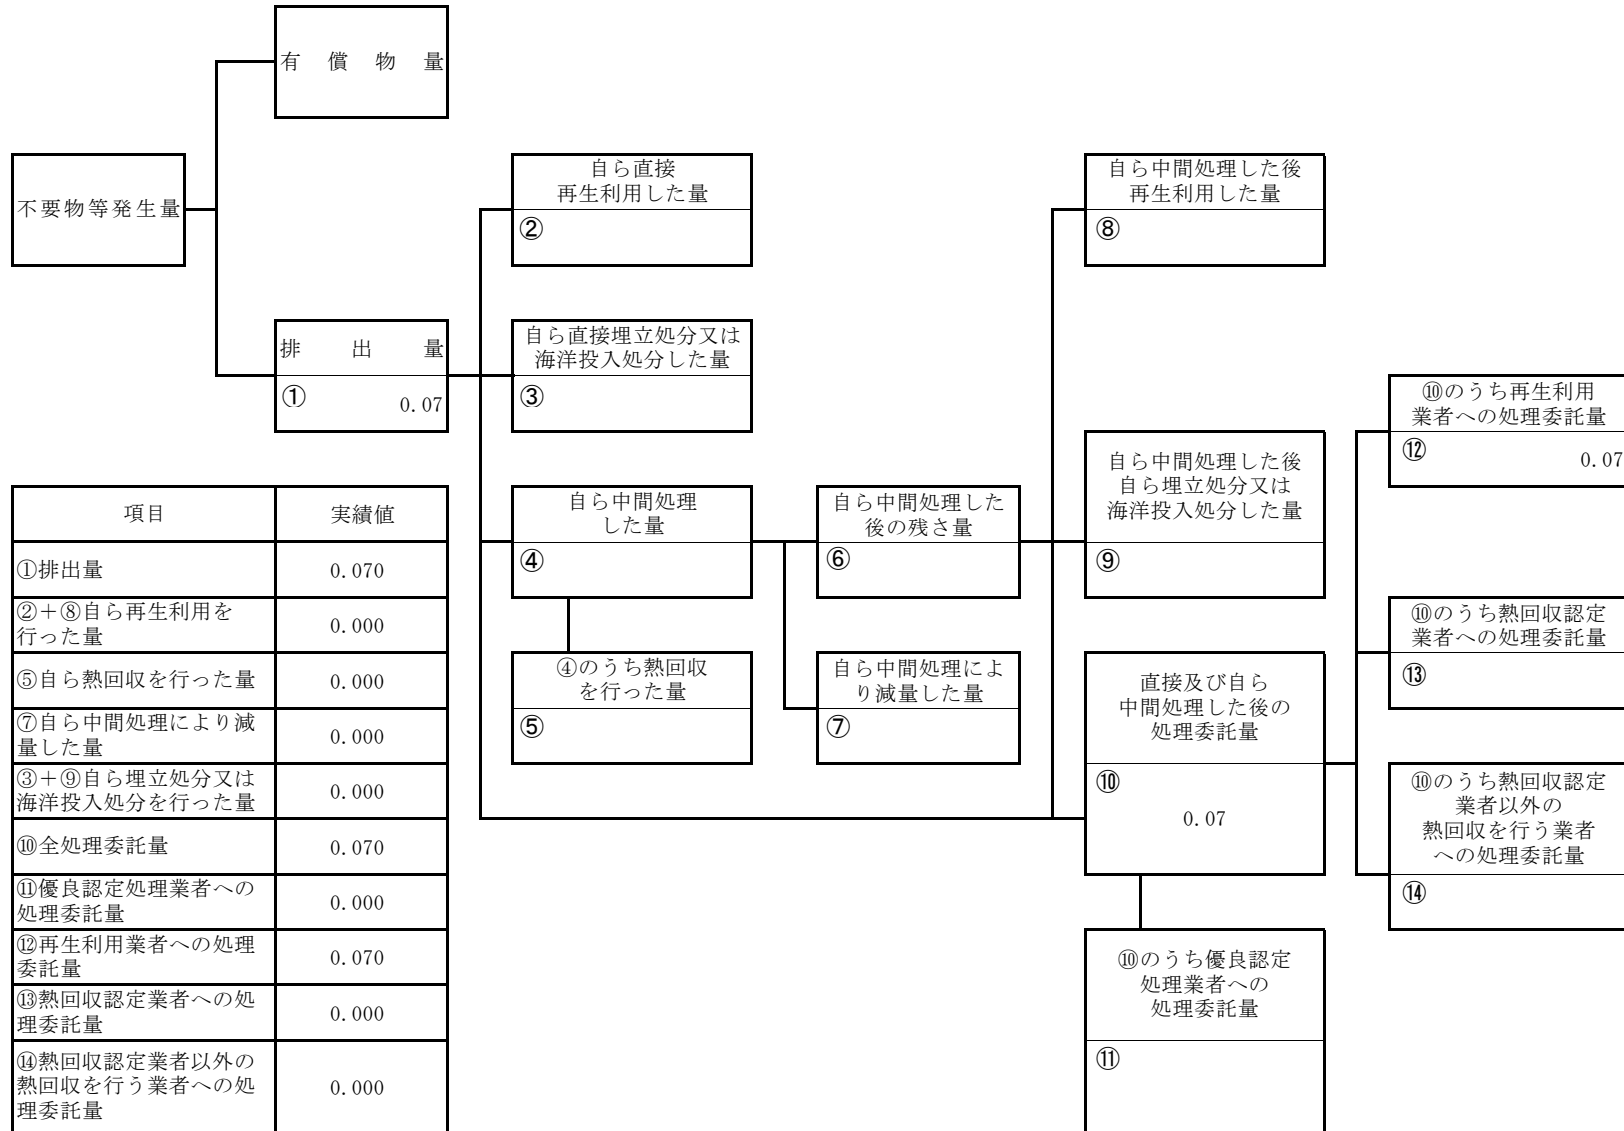 有償物量
不要物等発生量
排出量
① 0.07
自ら直接
再生利用した量
②
自ら直接埋立処分又は
海洋投入処分した量
③
自ら中間処理
した量
④
④のうち熱回収
を行った量
⑤
自ら中間処理した
後の残さ量
⑥
自ら中間処理によ
り減量した量
⑦
自ら中間処理した後
再生利用した量
⑧
自ら中間処理した後
自ら埋立処分又は
海洋投入処分した量
⑨
直接及び自ら
中間処理した後の
処理委託量
⑩
0.07
⑩のうち優良認定
処理業者への
処理委託量
⑪
⑩のうち再生利用
業者への処理委託量
⑫ 0.07
⑩のうち熱回収認定
業者への処理委託量
⑬
⑩のうち熱回収認定
業者以外の
熱回収を行う業者
への処理委託量
⑭
項目 実績値
①排出量 0.070
②+⑧自ら再生利用を
行った量 0.000
⑤自ら熱回収を行った量 0.000
⑦自ら中間処理により減
量した量 0.000
③+⑨自ら埋立処分又は
海洋投入処分を行った量 0.000
⑩全処理委託量 0.070
⑪優良認定処理業者への
処理委託量 0.000
⑫再生利用業者への処理
委託量 0.070
⑬熱回収認定業者への処
理委託量 0.000
⑭熱回収認定業者以外の
熱回収を行う業者への処
理委託量 0.000